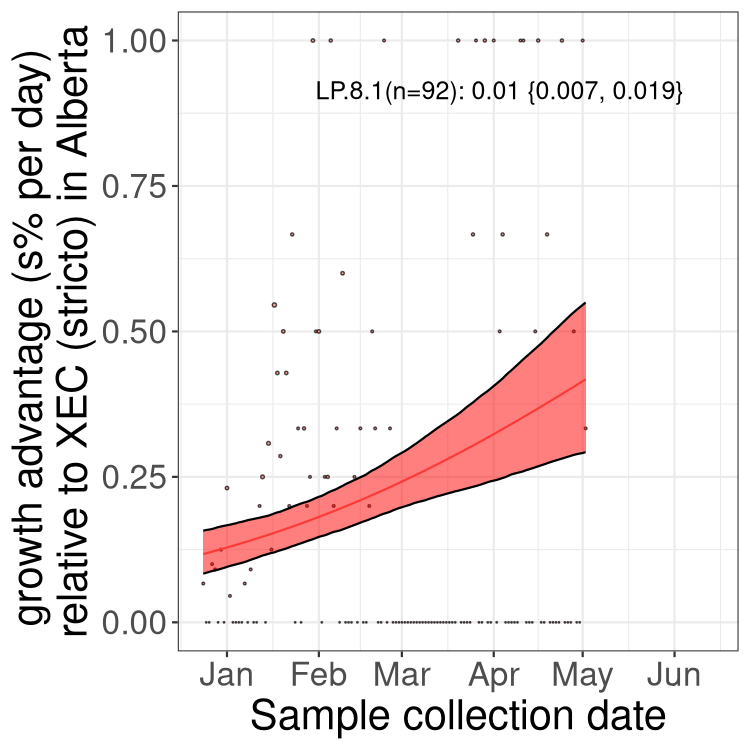 growth advantage (s% per day)
relative to XEC (stricto) in Alberta
1.00
0.75
0.50
0.25
0.00
LP.8.1(n=92): 0.01 {0.007, 0.019}
Jan Feb Mar Apr May Jun
Sample collection date